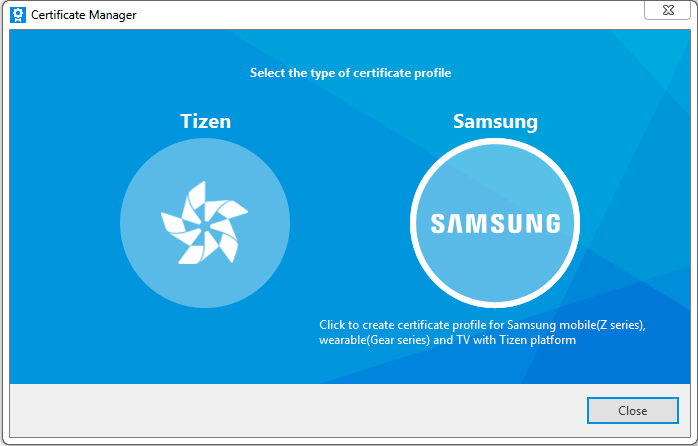 Certificate Manager
Select the type of certificate profile
Tizen
Samsung
SAMSUNG
Click to create certificate profile for Samsung mobile(Z series),
wearable(Gear series) and TV with Tizen platform
Close